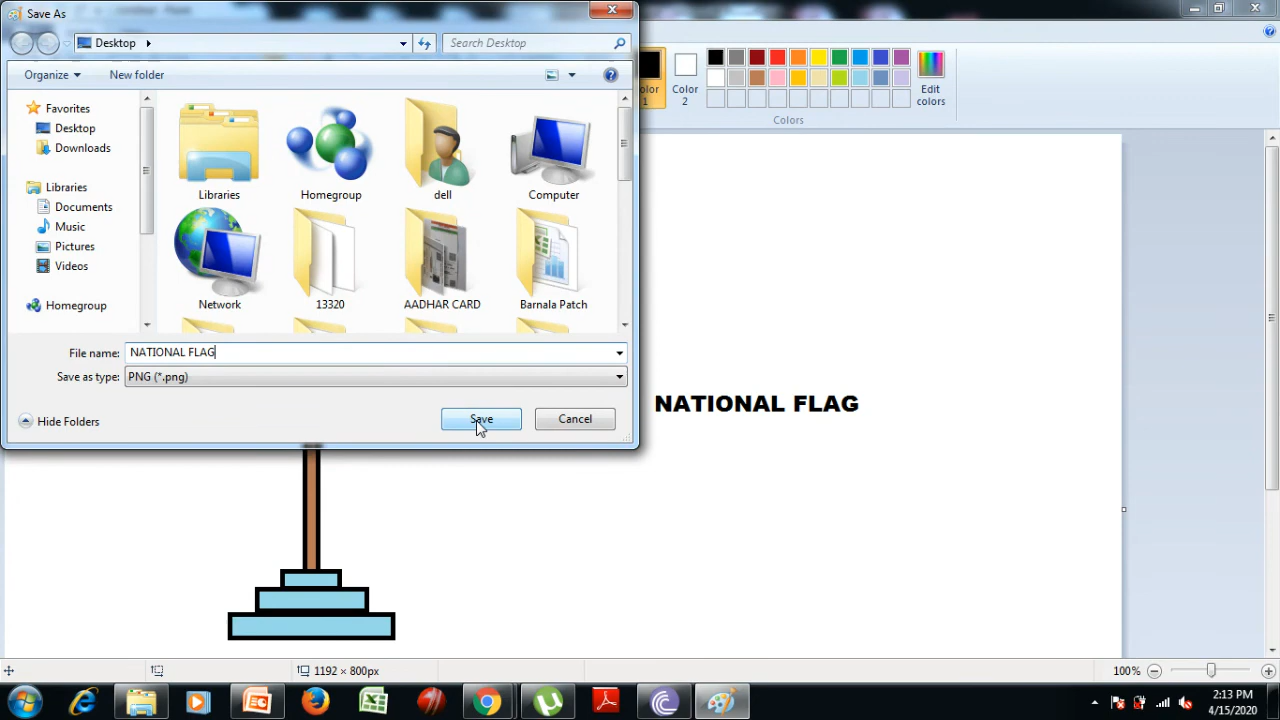 Save As
Desktop
Search Desktop
Organize
New folder
Favorites
Desktop
Downloads
Libraries
Documents
Music
Pictures
Videos
Homegroup
Libraries
Homegroup
dell
Computer
Network
13320
AADHAR CARD
Barnala Patch
File name: NATIONAL FLAG
Save as type: PNG (*.png)
Hide Folders
Save
Cancel
1
Color
2
Edit
colors
Colors
NATIONAL FLAG
1192 × 800px
100%
2:13 PM
4/15/2020